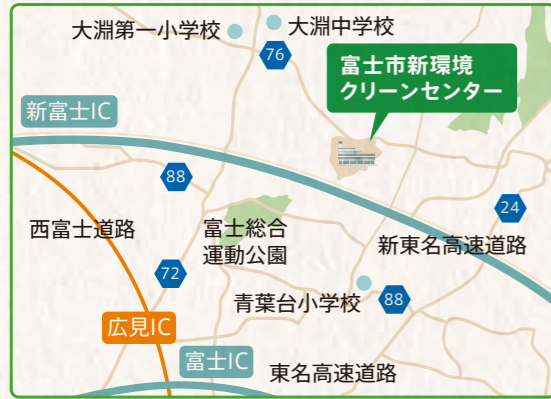 大淵第一小学校
大淵中学校
76
富士市新環境
クリーンセンター
新富士IC
88
24
西富士道路
富士総合
運動公園
新東名高速道路
72
青葉台小学校
88
広見IC
富士IC
東名高速道路